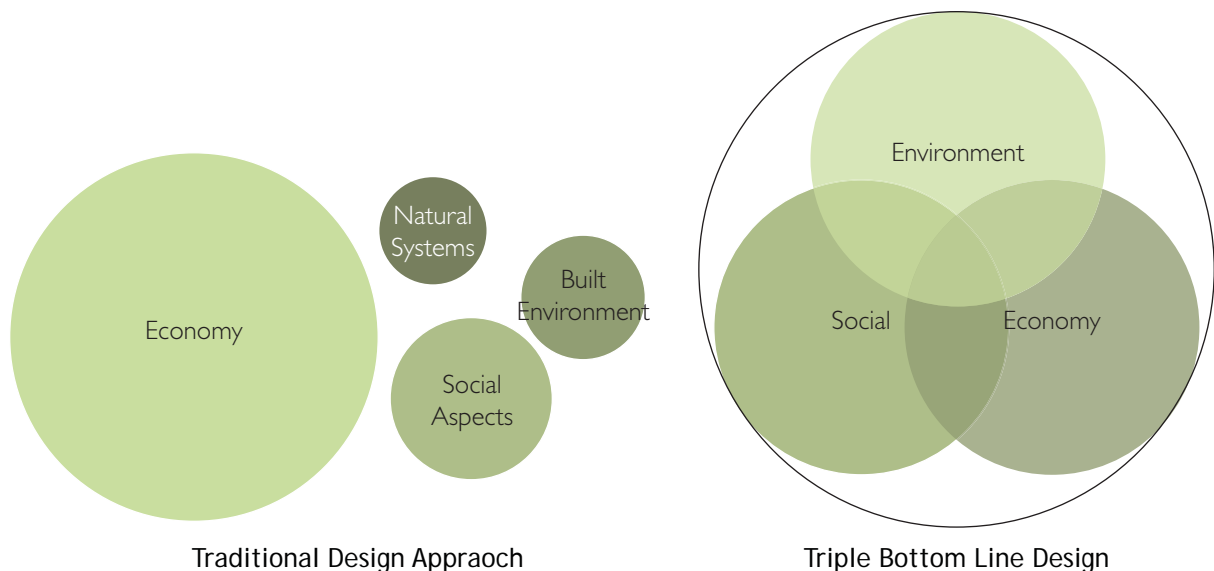 Economy
Natural
Systems
Built
Environment
Social
Aspects
Traditional Design Appraoch
Environment
Social
Economy
Triple Bottom Line Design